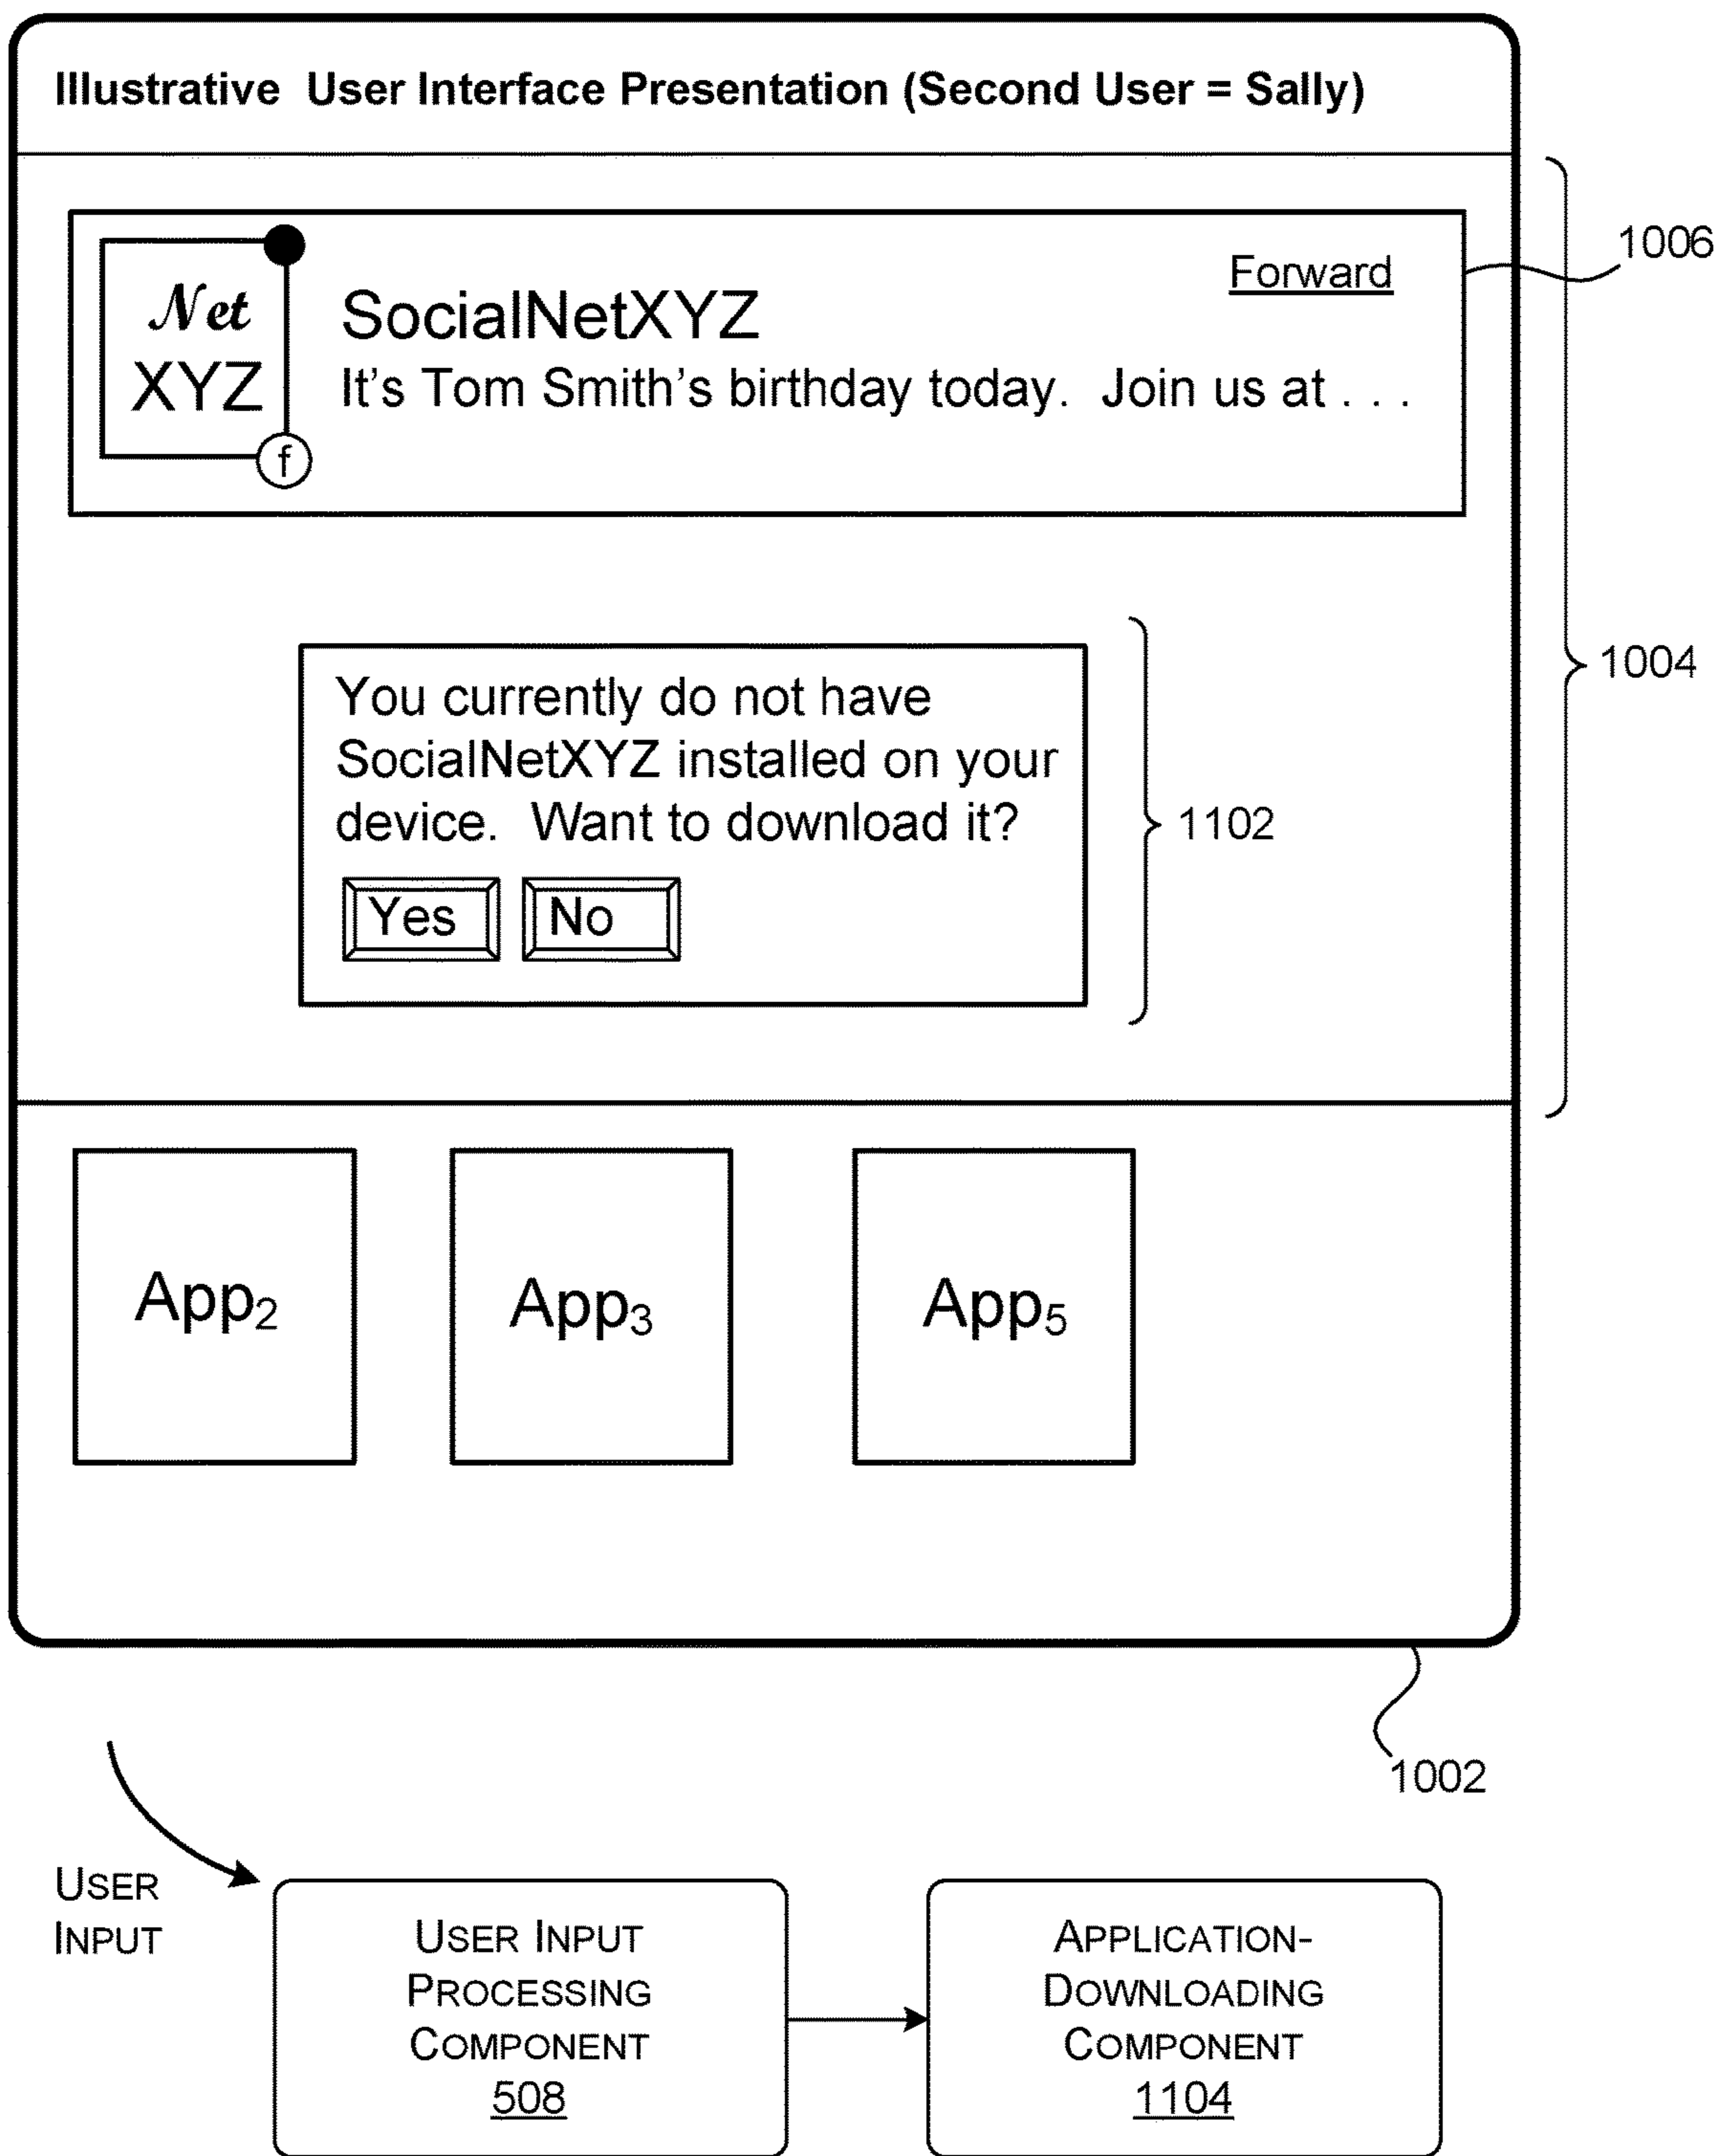 Illustrative User Interface Presentation (Second User = Sally)
1006
Forward
Net
XYZ
f
SocialNetXYZ
It's Tom Smith's birthday today. Join us at . . .
1004
You currently do not have
SocialNetXYZ installed on your
device. Want to download it?
Yes No
1102
App2 App3 App5
1002
USER
INPUT
USER INPUT
PROCESSING
COMPONENT
508
APPLICATION-
DOWNLOADING
COMPONENT
1104